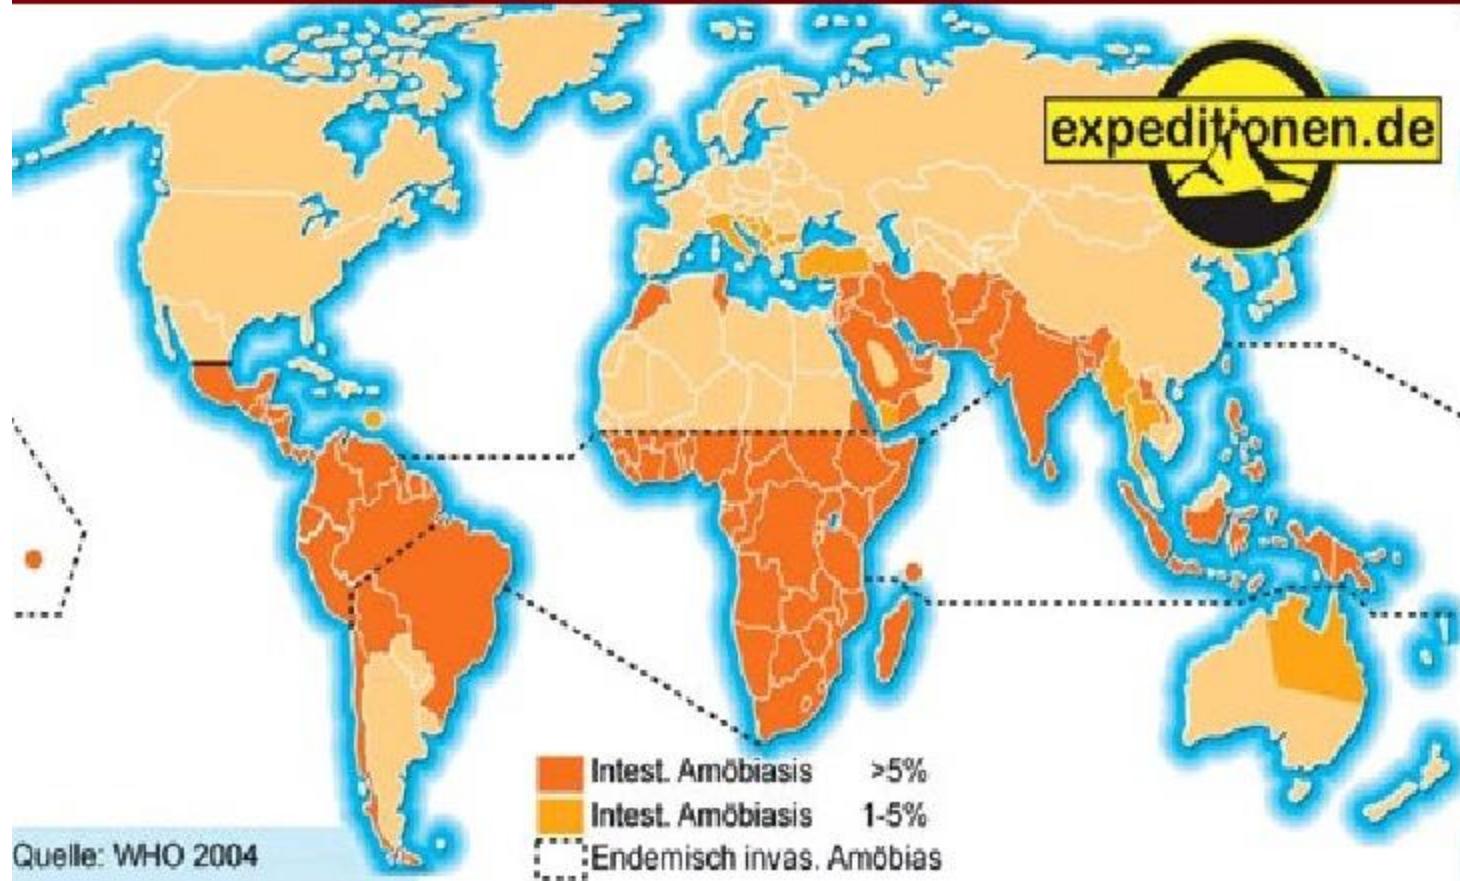 expeditionen.de
Intest. Amöbiasis >5%
Intest. Amöbiasis 1-5%
Endemisch invas. Amöbias
Quelle: WHO 2004